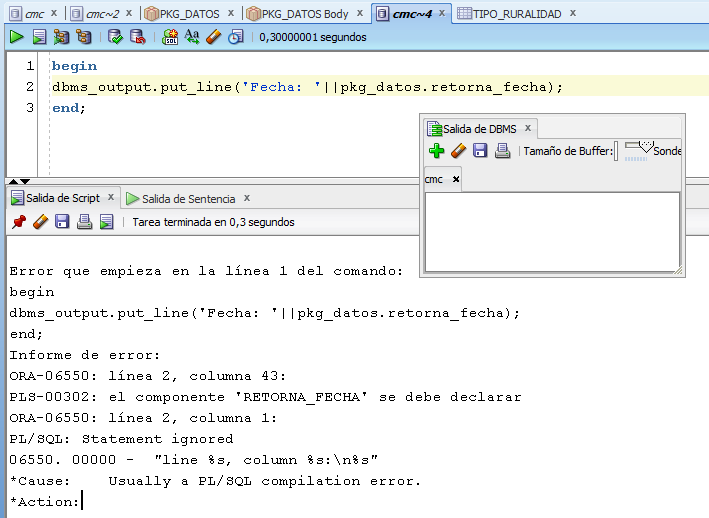 cmc x cmc~2 x PKG_DATOS x PKG_DATOS Body x cmc~4 x TIPO_RURALIDAD x
SQL Aa 0,30000001 segundos
1 begin
2 dbms_output.put_line('Fecha: '||pkg_datos.retorna_fecha);
3 end;
Salida de DBMS x
Tamaño de Buffer: Sonde
cmc x
Salida de Script x Salida de Sentencia x
Tarea terminada en 0,3 segundos
Error que empieza en la línea 1 del comando:
begin
dbms_output.put_line('Fecha: '||pkg_datos.retorna_fecha);
end;
Informe de error:
ORA-06550: línea 2, columna 43:
PLS-00302: el componente 'RETORNA_FECHA' se debe declarar
ORA-06550: línea 2, columna 1:
PL/SQL: Statement ignored
06550. 00000 - "line %s, column %s:\n%s"
*Cause: Usually a PL/SQL compilation error.
*Action: